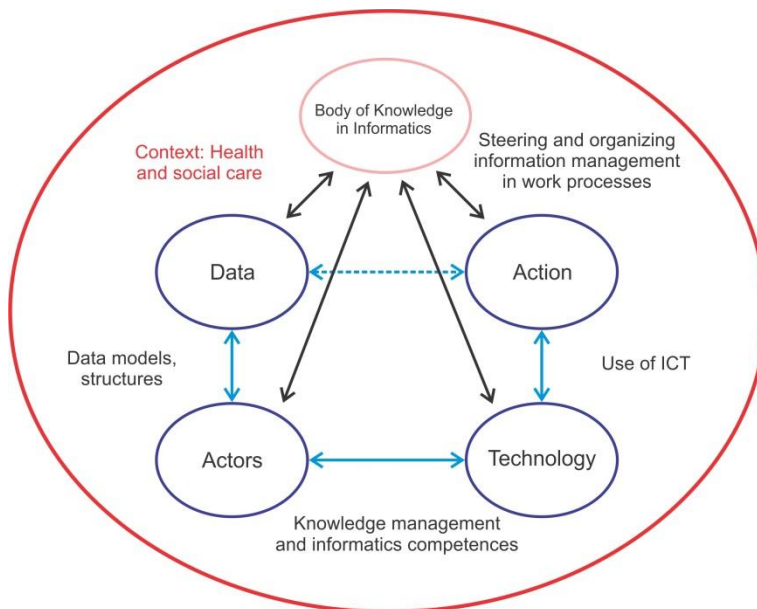 Body of Knowledge
in Informatics
Context: Health
and social care
Steering and organizing
information management
in work processes
Data
Action
Data models,
structures
Use of ICT
Actors
Technology
Knowledge management
and informatics competences